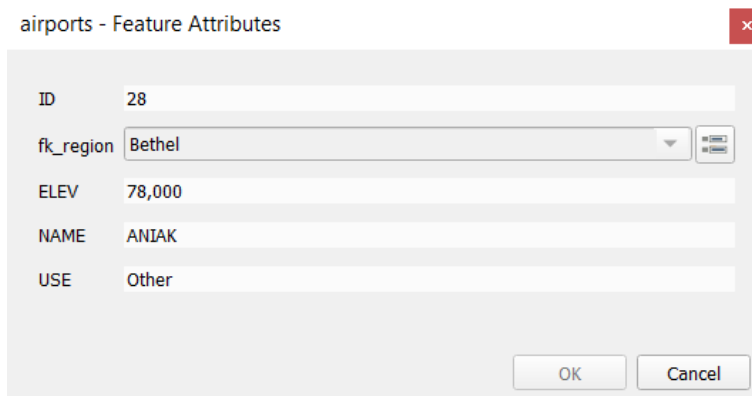 airports - Feature Attributes
ID 28
fk_region Bethel
ELEV 78,000
NAME ANIAK
USE Other
OK Cancel